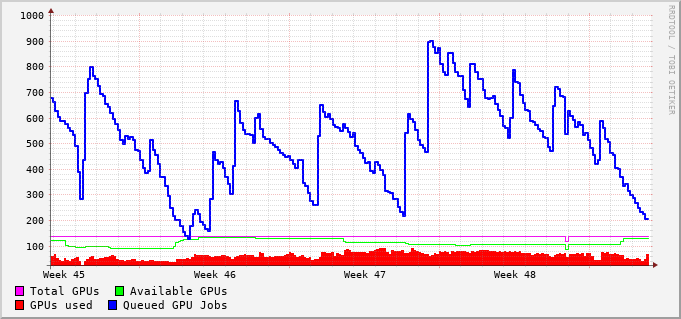 1000
900
800
700
600
500
400
300
200
100
Week 45 Week 46 Week 47 Week 48
Total GPUs Available GPUs
GPUs used Queued GPU Jobs
RRDTOOL / TOBI OETIKER